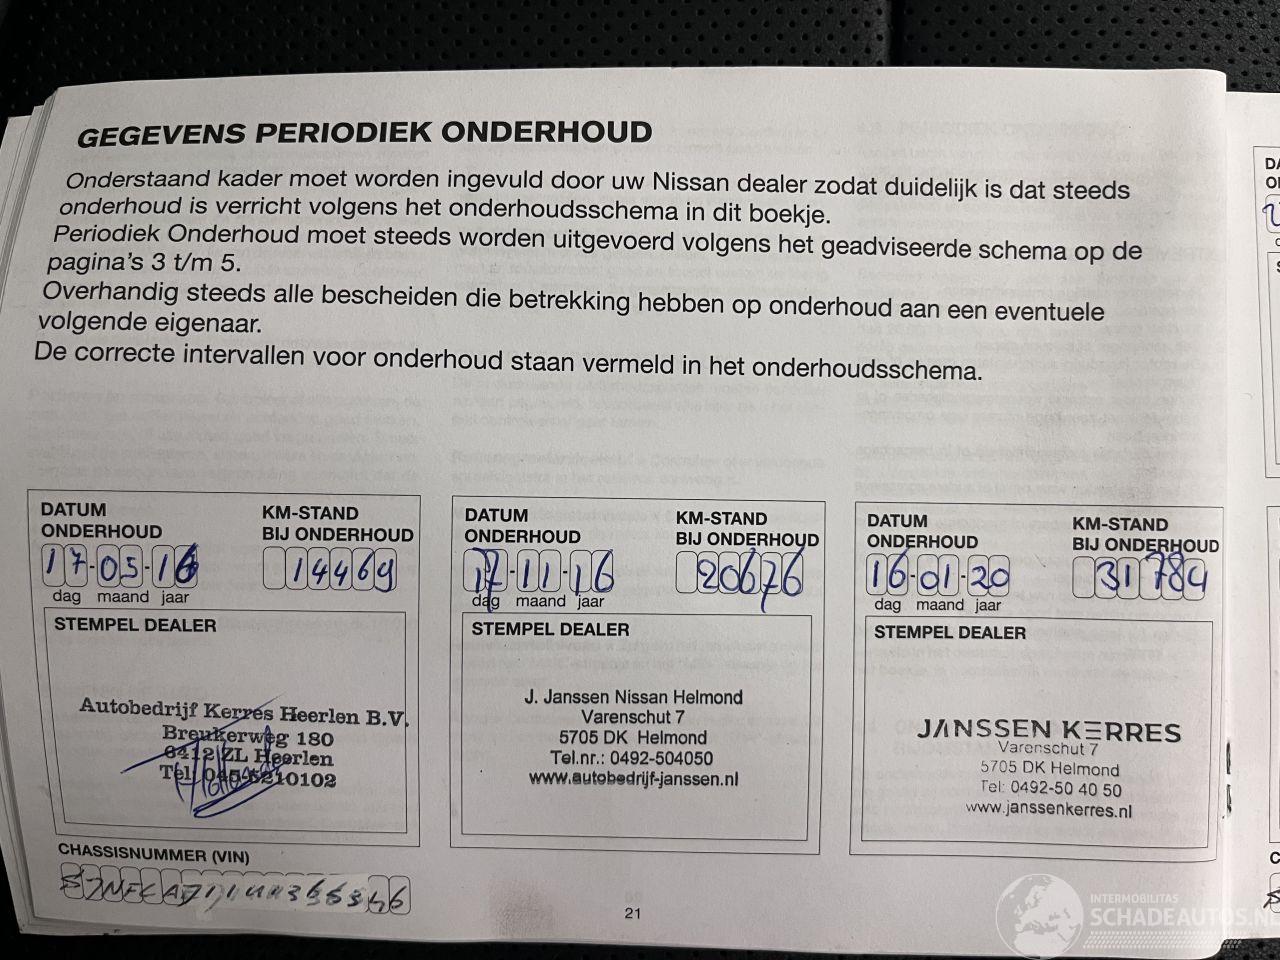 GEGEVENS PERIODIEK ONDERHOUD
Onderstaand kader moet worden ingevuld door uw Nissan dealer zodat duidelijk is dat steeds
onderhoud is verricht volgens het onderhoudsschema in dit boekje.
Periodiek Onderhoud moet steeds worden uitgevoerd volgens het geadviseerde schema op de
pagina's 3 t/m 5.
Overhandig steeds alle bescheiden die betrekking hebben op onderhoud aan een eventuele
volgende eigenaar.
De correcte intervallen voor onderhoud staan vermeld in het onderhoudsschema.
DATUM
ONDERHOUD
KM-STAND
BIJ ONDERHOUD
17-05-16
14469
dag maand jaar
STEMPEL DEALER
Autobedrijf Kerres Heerlen B.V.
Breukerweg 180
6412 ZL Heerlen
Tel: 045-5210102
CHASSISNUMMER (VIN)
DATUM
ONDERHOUD
KM-STAND
BIJ ONDERHOUD
17-11-16
20676
dag maand jaar
STEMPEL DEALER
J. Janssen Nissan Helmond
Varenschut 7
5705 DK Helmond
Tel.nr.: 0492-504050
www.autobedrijf-janssen.nl
DATUM
ONDERHOUD
KM-STAND
BIJ ONDERHOUD
16-01-20
31784
dag maand jaar
STEMPEL DEALER
JANSSEN KERRES
Varenschut 7
5705 DK Helmond
Tel: 0492-50 40 50
www.janssenkerres.nl
21
INTERMOBILITAS
SCHADEAUTOS.NL